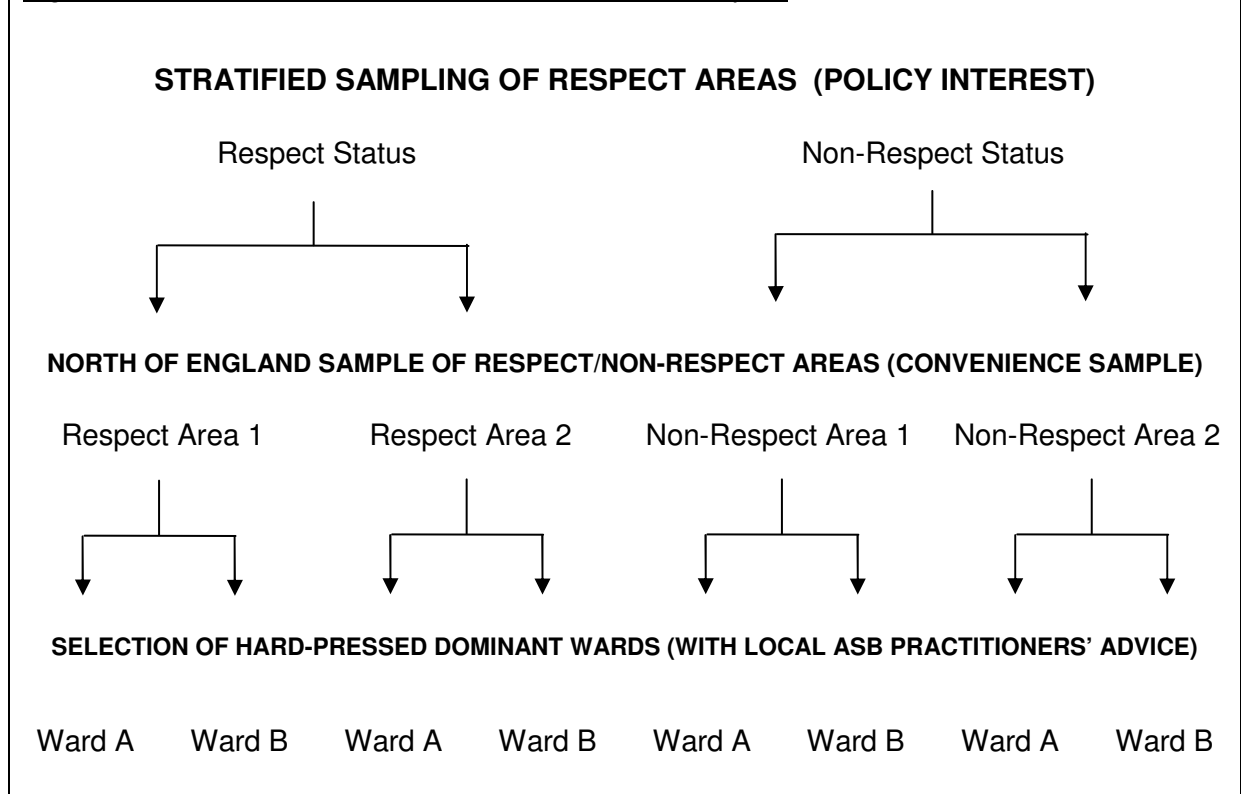 STRATIFIED SAMPLING OF RESPECT AREAS (POLICY INTEREST)
Respect Status Non-Respect Status
NORTH OF ENGLAND SAMPLE OF RESPECT/NON-RESPECT AREAS (CONVENIENCE SAMPLE)
Respect Area 1 Respect Area 2 Non-Respect Area 1 Non-Respect Area 2
SELECTION OF HARD-PRESSED DOMINANT WARDS (WITH LOCAL ASB PRACTITIONERS’ ADVICE)
Ward A Ward B Ward A Ward B Ward A Ward B Ward A Ward B